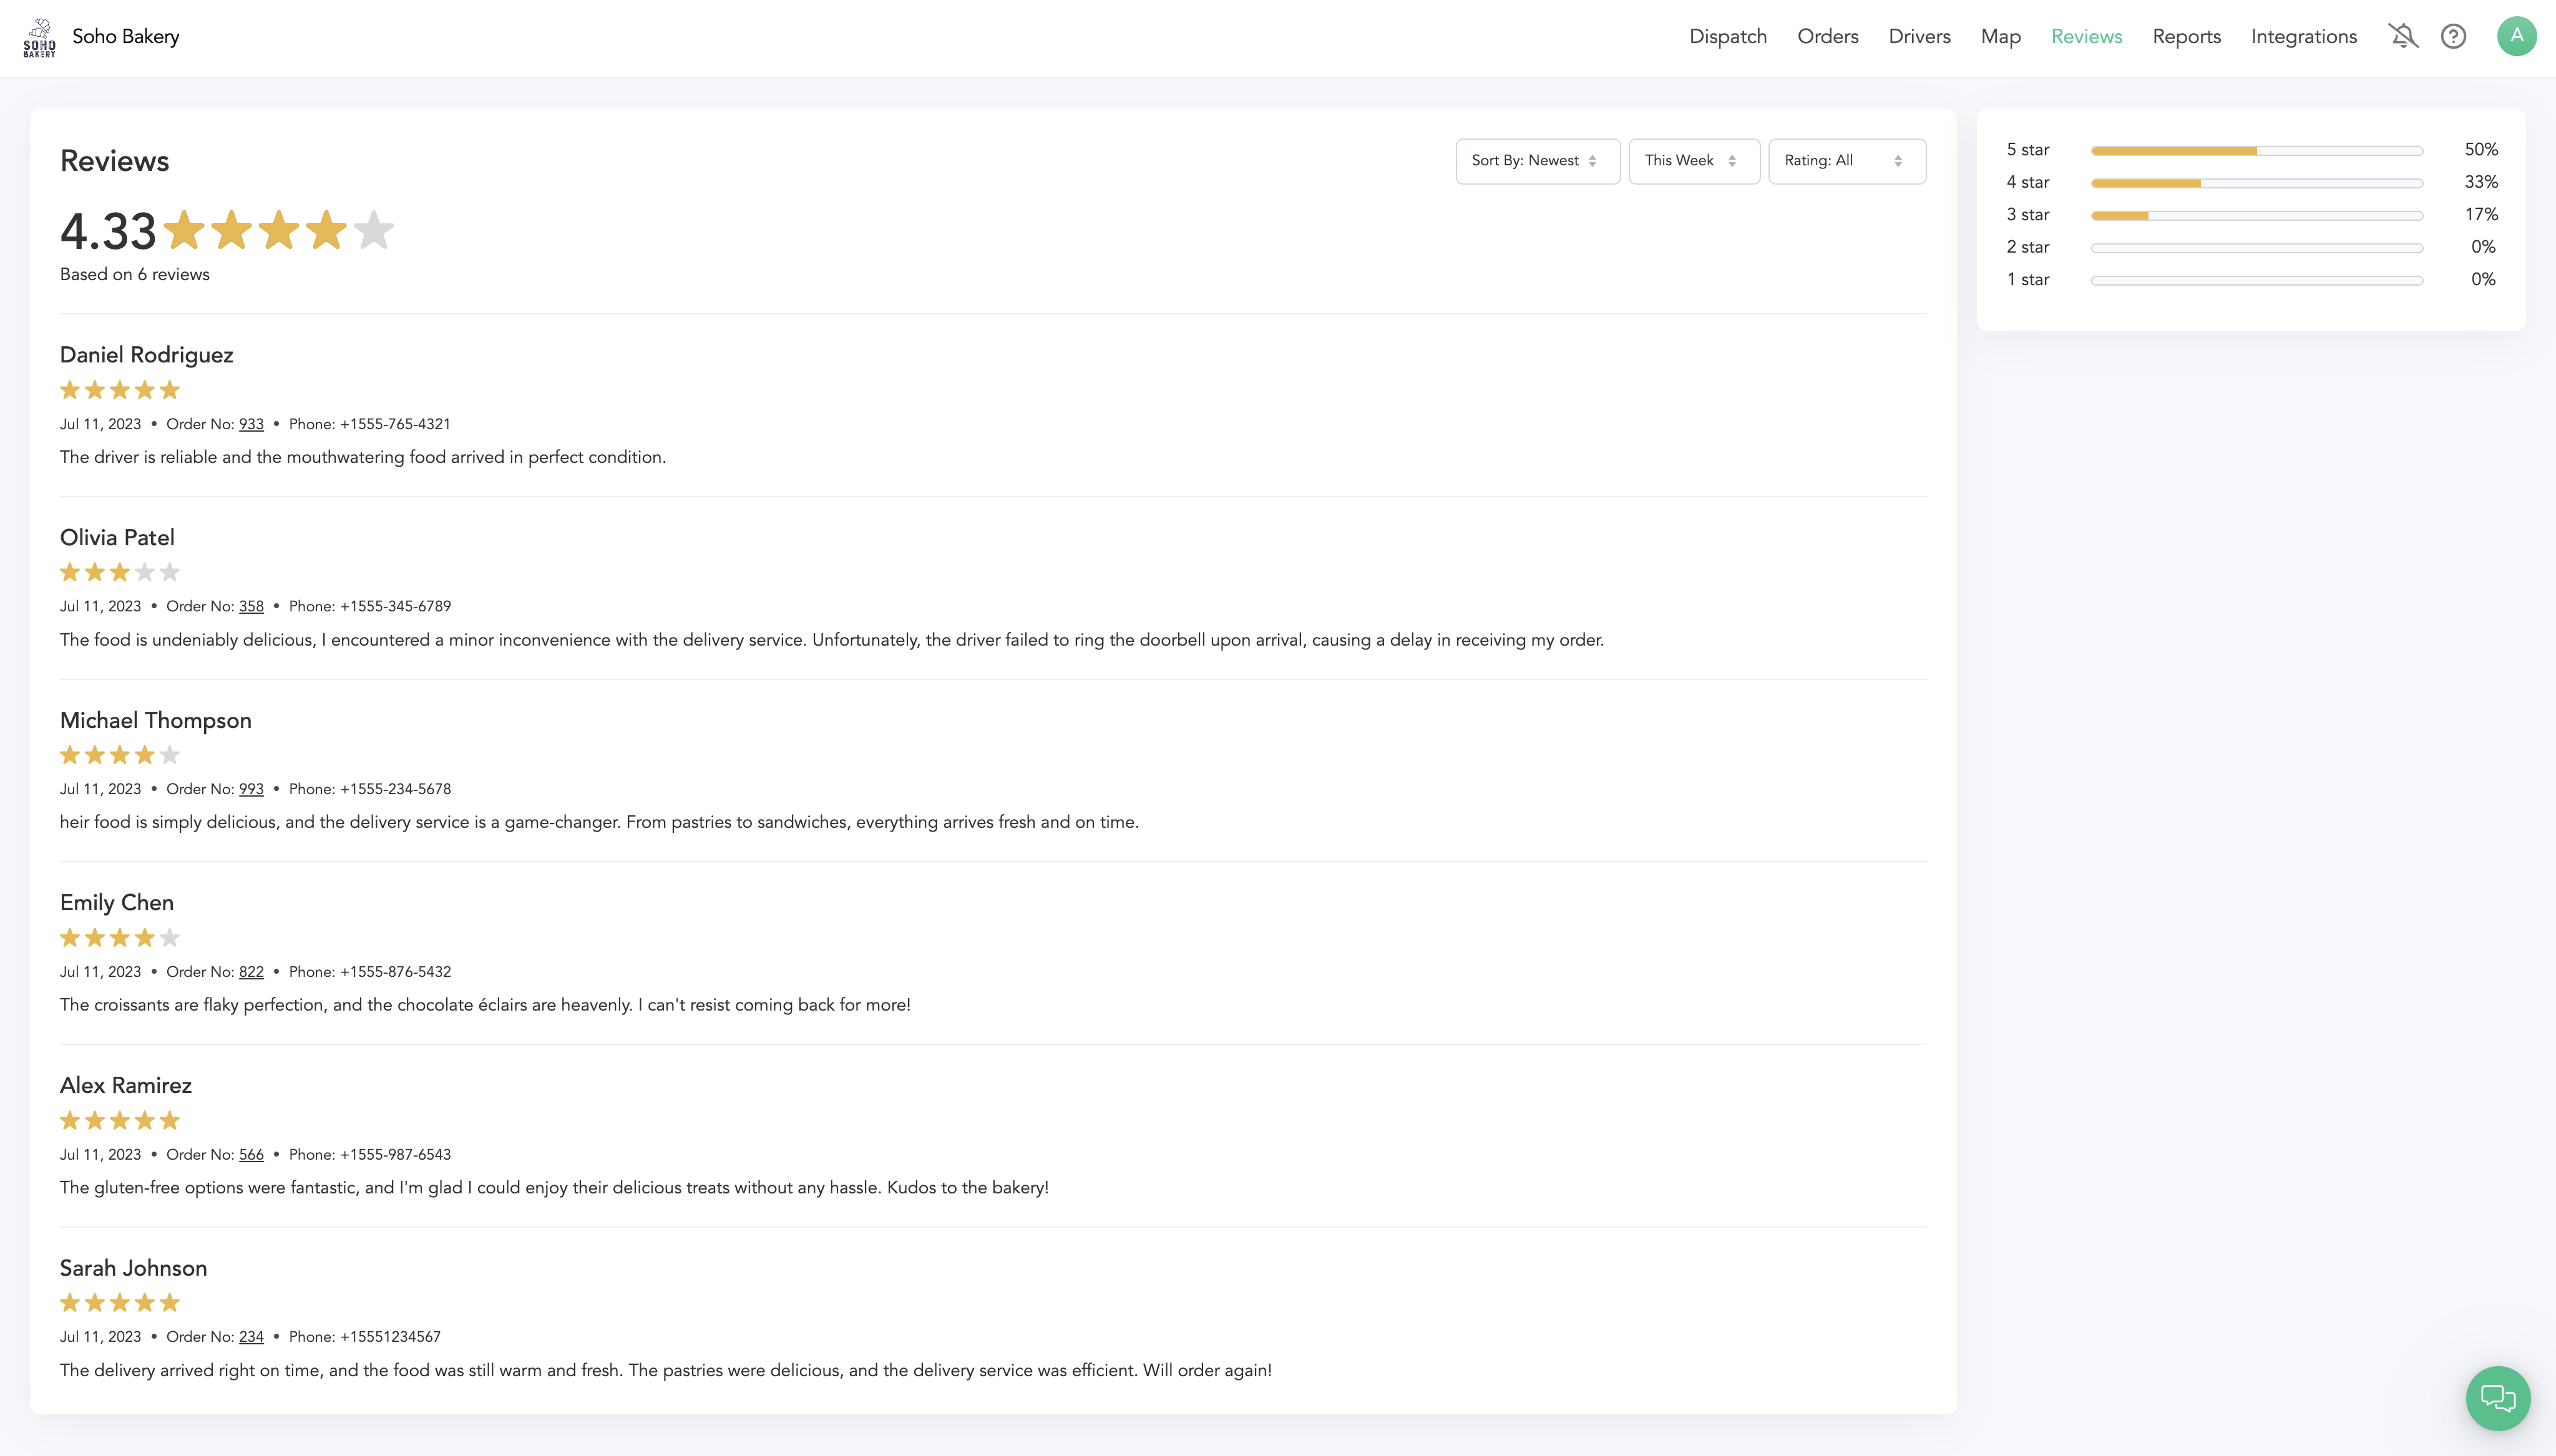 SOHO
BAKERY
Soho Bakery
Dispatch Orders Drivers Map Reviews Reports Integrations ? A
Reviews
Sort By: Newest This Week Rating: All
4.33
Based on 6 reviews
5 star 50%
4 star 33%
3 star 17%
2 star 0%
1 star 0%
Daniel Rodriguez
Jul 11, 2023 • Order No: 933 • Phone: +1555-765-4321
The driver is reliable and the mouthwatering food arrived in perfect condition.
Olivia Patel
Jul 11, 2023 • Order No: 358 • Phone: +1555-345-6789
The food is undeniably delicious, I encountered a minor inconvenience with the delivery service. Unfortunately, the driver failed to ring the doorbell upon arrival, causing a delay in receiving my order.
Michael Thompson
Jul 11, 2023 • Order No: 993 • Phone: +1555-234-5678
heir food is simply delicious, and the delivery service is a game-changer. From pastries to sandwiches, everything arrives fresh and on time.
Emily Chen
Jul 11, 2023 • Order No: 822 • Phone: +1555-876-5432
The croissants are flaky perfection, and the chocolate éclairs are heavenly. I can't resist coming back for more!
Alex Ramirez
Jul 11, 2023 • Order No: 566 • Phone: +1555-987-6543
The gluten-free options were fantastic, and I'm glad I could enjoy their delicious treats without any hassle. Kudos to the bakery!
Sarah Johnson
Jul 11, 2023 • Order No: 234 • Phone: +15551234567
The delivery arrived right on time, and the food was still warm and fresh. The pastries were delicious, and the delivery service was efficient. Will order again!